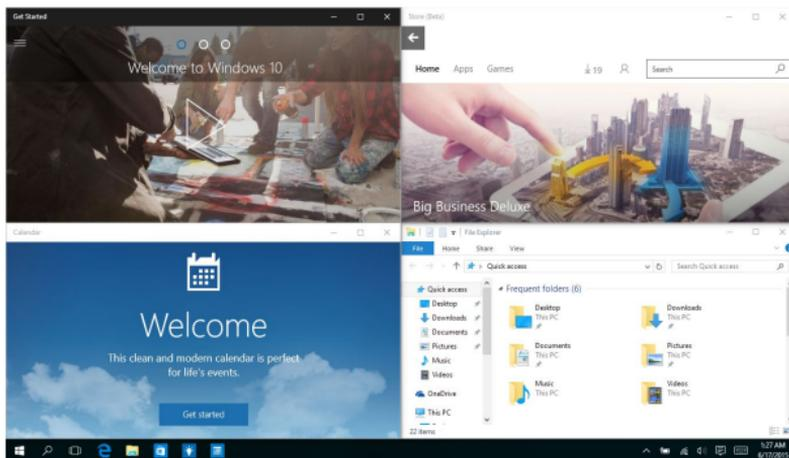 Get Started
Welcome to Windows 10
Store (Beta)
Home Apps Games 19 Search
Big Business Deluxe
Calendar
Welcome
This clean and modern calendar is perfect
for life's events.
Get started
File Explorer
File Home Share View
Quick access Search Quick access
Quick access
Desktop
Downloads
Documents
Pictures
Music
Videos
OneDrive
This PC
Frequent folders (6)
Desktop
This PC
Downloads
This PC
Documents
This PC
Pictures
This PC
Music
This PC
Videos
This PC
22 items
5:27 AM
6/17/2015